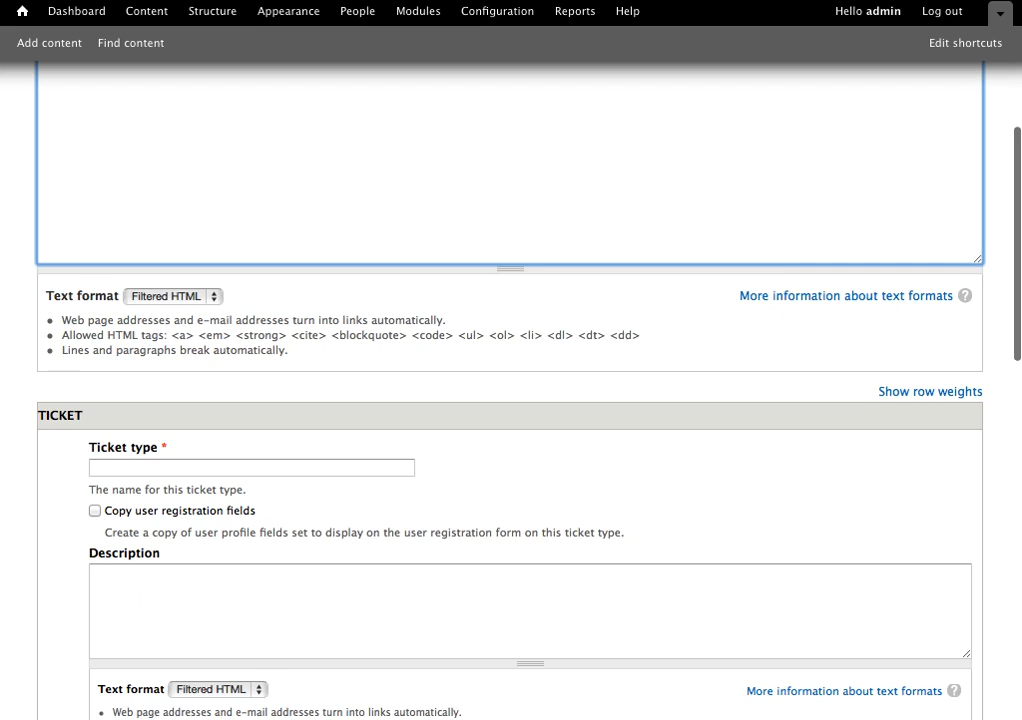 Dashboard Content Structure Appearance People Modules Configuration Reports Help Hello admin Log out
Add content Find content Edit shortcuts
Text format Filtered HTML More information about text formats ?
Web page addresses and e-mail addresses turn into links automatically.
Allowed HTML tags: <a> <em> <strong> <cite> <blockquote> <code> <ul> <ol> <li> <dl> <dt> <dd>
Lines and paragraphs break automatically.
Show row weights
TICKET
Ticket type *
The name for this ticket type.
Copy user registration fields
Create a copy of user profile fields set to display on the user registration form on this ticket type.
Description
Text format Filtered HTML More information about text formats ?
Web page addresses and e-mail addresses turn into links automatically.